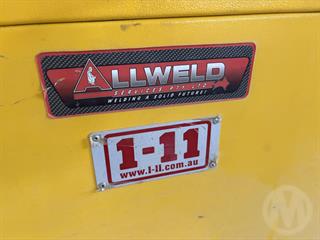 ALLWELD
SERVICES PTY LTD
WELDING A SOLID FUTURE!
1-11
www.1-11.com.au